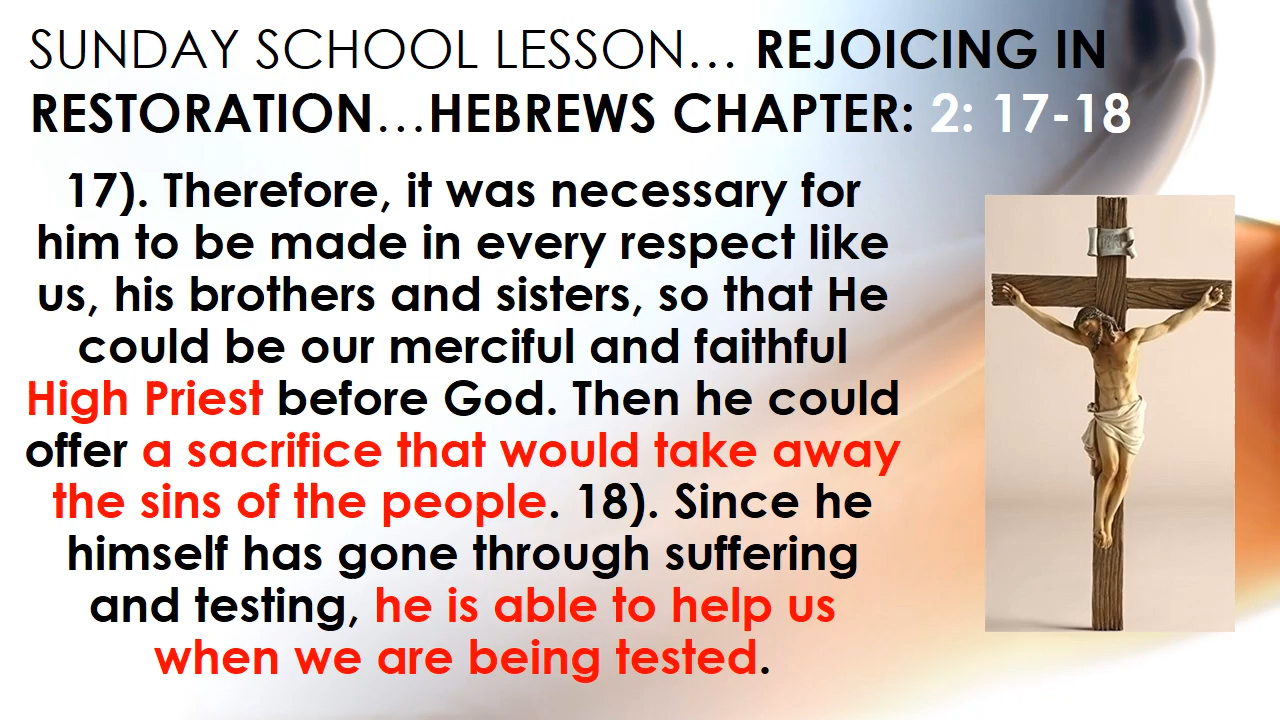 SUNDAY SCHOOL LESSON… REJOICING IN
RESTORATION…HEBREWS CHAPTER: 2: 17-18
17). Therefore, it was necessary for
him to be made in every respect like
us, his brothers and sisters, so that He
could be our merciful and faithful
High Priest before God. Then he could
offer a sacrifice that would take away
the sins of the people. 18). Since he
himself has gone through suffering
and testing, he is able to help us
when we are being tested.